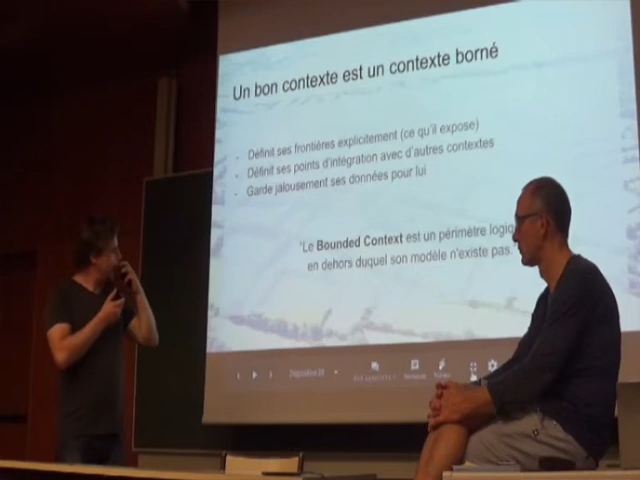 Un bon contexte est un contexte borné
- Définit ses frontières explicitement (ce qu'il expose)
- Définit ses points d'intégration avec d'autres contextes
- Garde jalousement ses données pour lui
"Le Bounded Context est un périmètre
en dehors duquel son modèle n'existe pas.